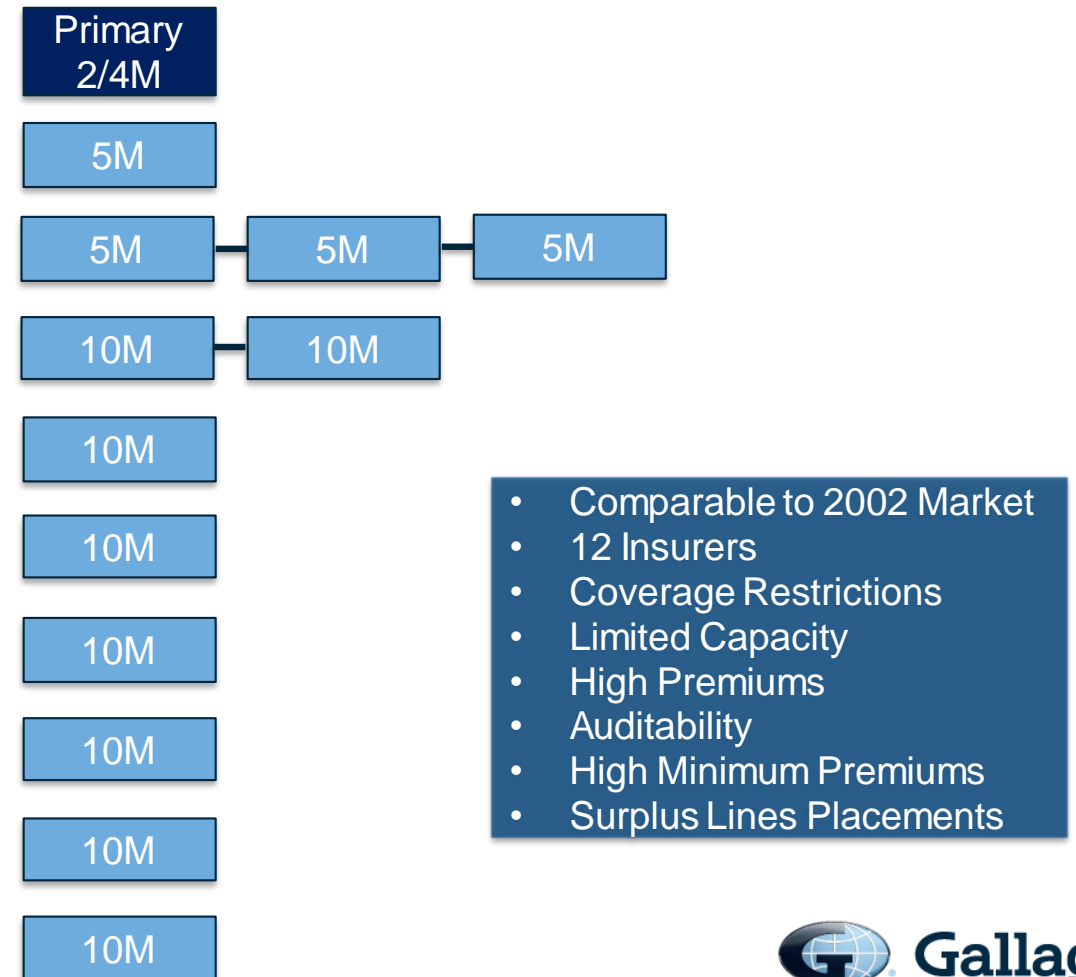 Primary
2/4M
5M
5M 5M 5M
10M 10M
10M
10M
10M
10M
10M
10M
• Comparable to 2002 Market
• 12 Insurers
• Coverage Restrictions
• Limited Capacity
• High Premiums
• Auditability
• High Minimum Premiums
• Surplus Lines Placements
G Gallag